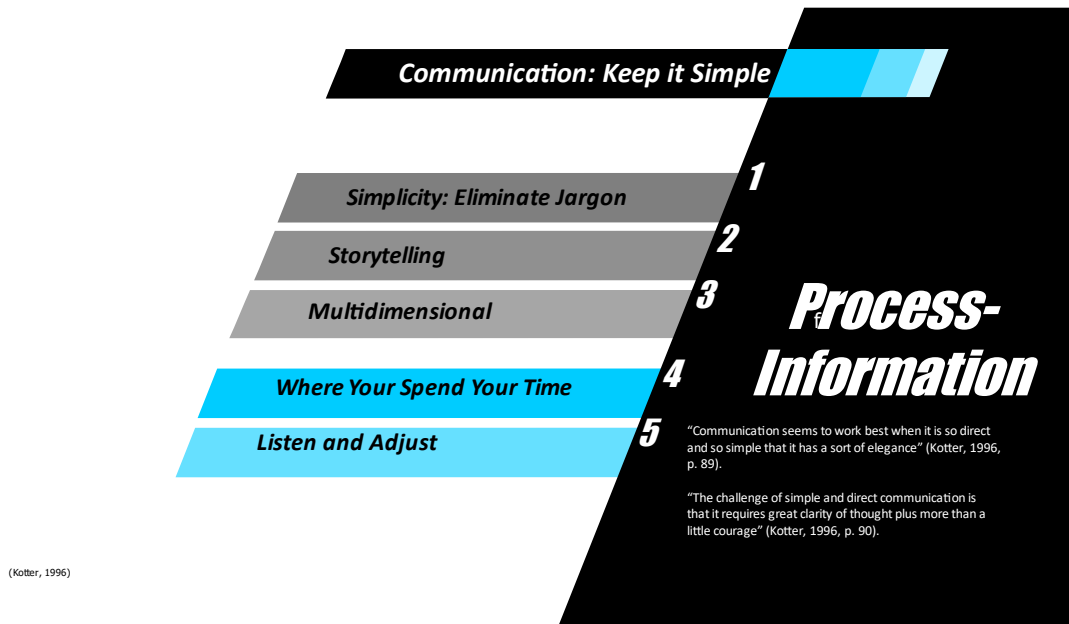 Communication: Keep it Simple
Simplicity: Eliminate Jargon
1
Storytelling
2
Multidimensional
3
Where Your Spend Your Time
4
Listen and Adjust
5
Process-
f
Information
“Communication seems to work best when it is so direct
and so simple that it has a sort of elegance” (Kotter, 1996,
p. 89).
“The challenge of simple and direct communication is
that it requires great clarity of thought plus more than a
little courage” (Kotter, 1996, p. 90).
(Kotter, 1996)